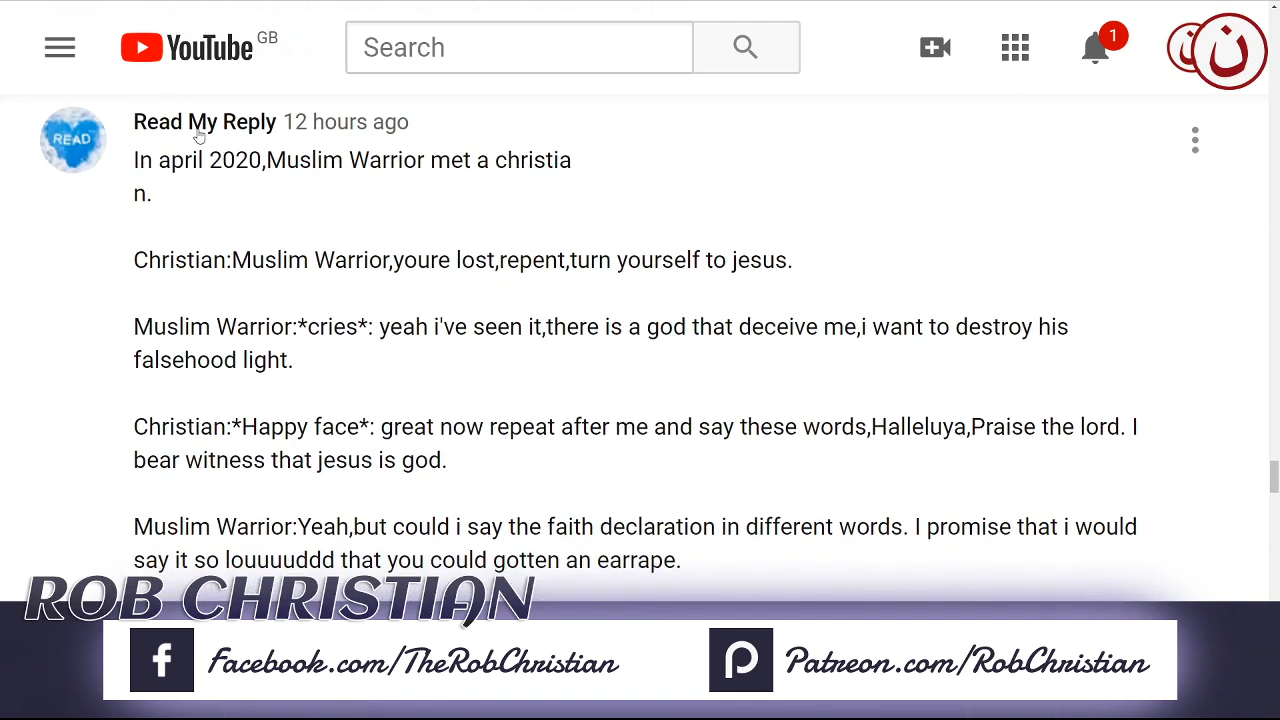 YouTube GB
Search
1
ن
ن
READ
Read My Reply 12 hours ago
In april 2020,Muslim Warrior met a christia
n.
Christian:Muslim Warrior,youre lost,repent,turn yourself to jesus.
Muslim Warrior:*cries*: yeah i've seen it,there is a god that deceive me,i want to destroy his
falsehood light.
Christian:*Happy face*: great now repeat after me and say these words,Halleluya,Praise the lord. I
bear witness that jesus is god.
Muslim Warrior:Yeah,but could i say the faith declaration in different words. I promise that i would
say it so louuuuddd that you could gotten an earrape.
ROB CHRISTIAN
f Facebook.com/TheRobChristian
Patreon.com/RobChristian